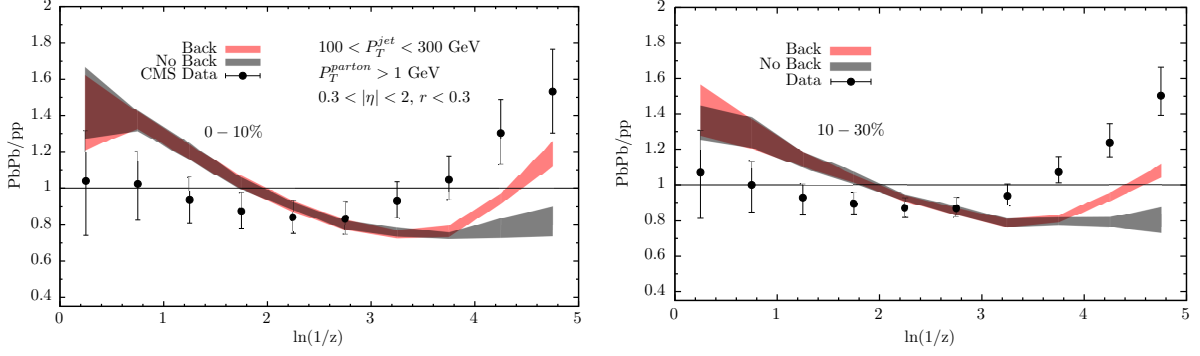 PbPb/pp
2
1.8
1.6
1.4
1.2
1
0.8
0.6
0.4
Back
No Back
CMS Data
100 < P_T^{jet} < 300 GeV
P_T^{parton} > 1 GeV
0.3 < |η| < 2, r < 0.3
0 − 10%
0 1 2 3 4 5
ln(1/z)
PbPb/pp
2
1.8
1.6
1.4
1.2
1
0.8
0.6
0.4
Back
No Back
Data
10 − 30%
0 1 2 3 4 5
ln(1/z)